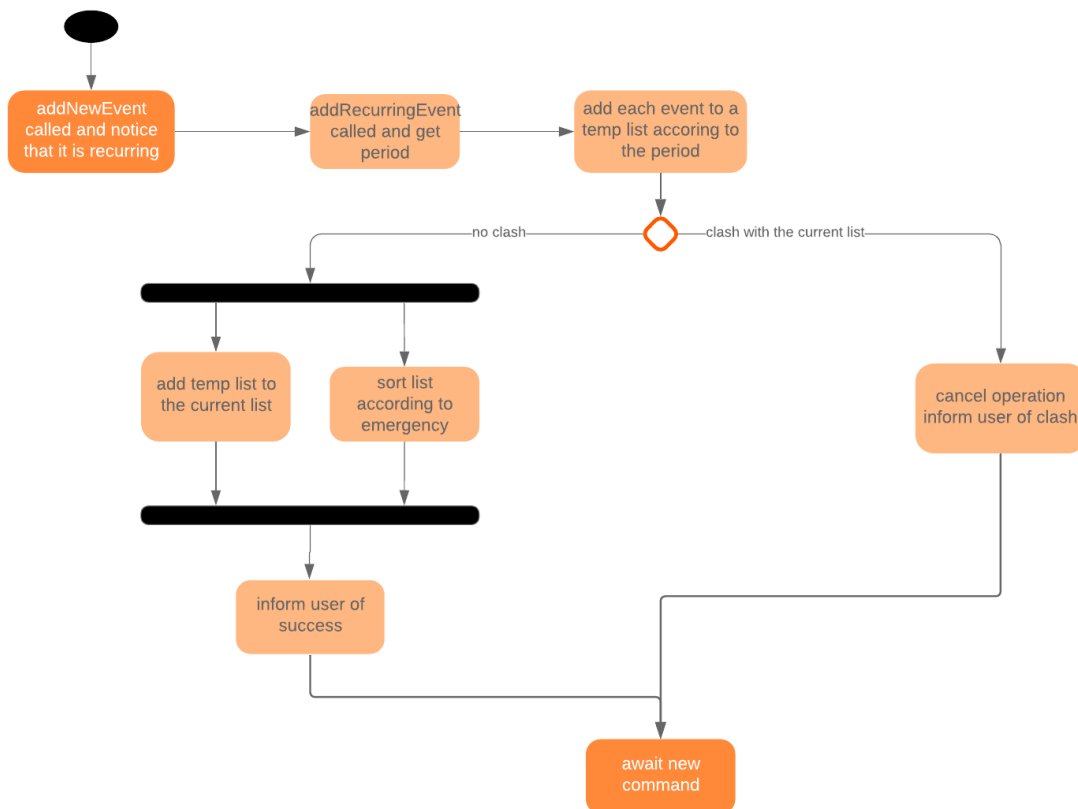 addNewEvent
called and notice
that it is recurring
addRecurringEvent
called and get
period
add each event to a
temp list accoring to
the period
no clash
clash with the current list
add temp list to
the current list
sort list
according to
emergency
cancel operation
inform user of clash
inform user of
success
await new
command